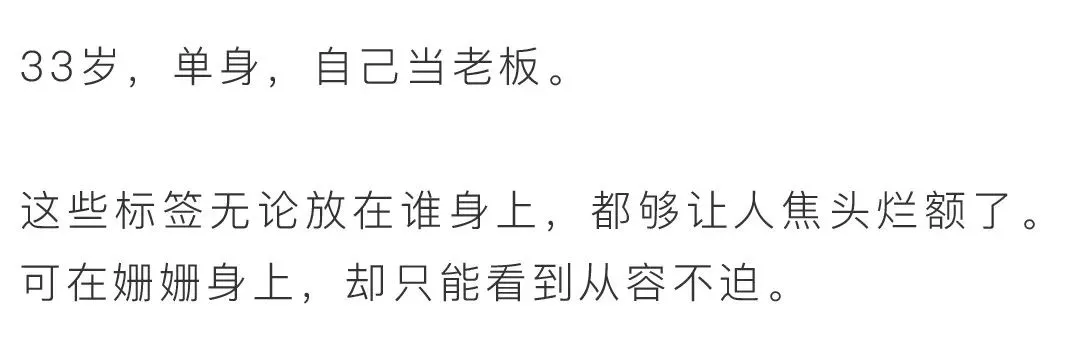 33岁，单身，自己当老板。
这些标签无论放在谁身上，都够让人焦头烂额了。
可在姗姗身上，却只能看到从容不迫。